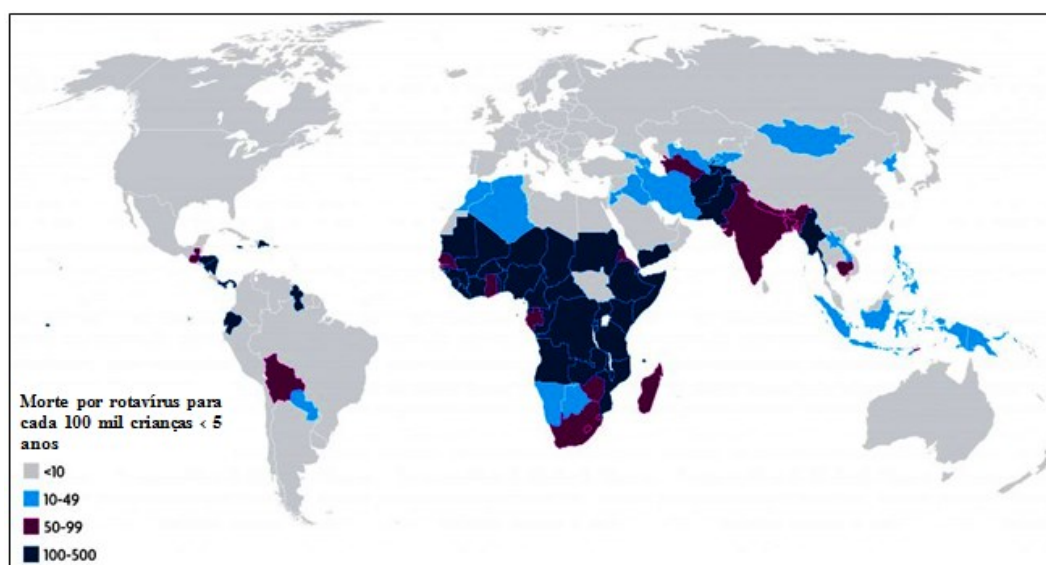 Morte por rotavírus para
cada 100 mil crianças < 5
anos
<10
10-49
50-99
100-500